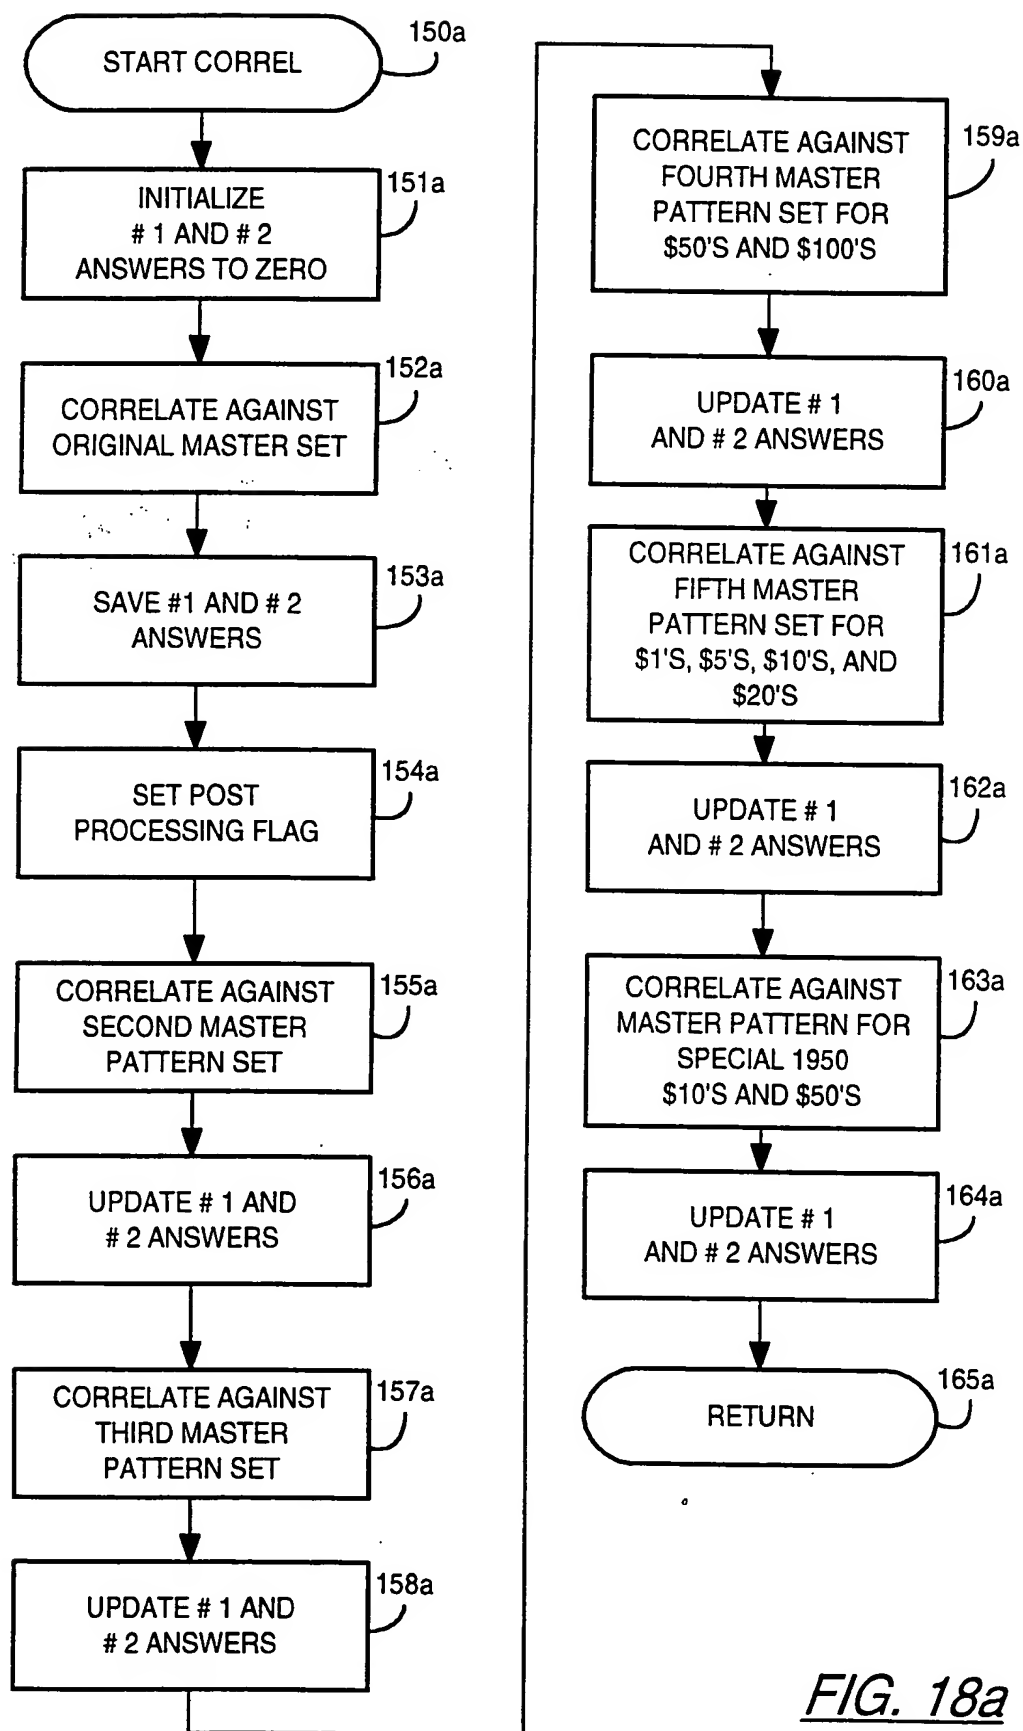 START CORREL
150a
INITIALIZE
# 1 AND # 2
ANSWERS TO ZERO
151a
CORRELATE AGAINST
ORIGINAL MASTER SET
152a
SAVE #1 AND # 2
ANSWERS
153a
SET POST
PROCESSING FLAG
154a
CORRELATE AGAINST
SECOND MASTER
PATTERN SET
155a
UPDATE # 1 AND
# 2 ANSWERS
156a
CORRELATE AGAINST
THIRD MASTER
PATTERN SET
157a
UPDATE # 1 AND
# 2 ANSWERS
158a
CORRELATE AGAINST
FOURTH MASTER
PATTERN SET FOR
$50'S AND $100'S
159a
UPDATE # 1
AND # 2 ANSWERS
160a
CORRELATE AGAINST
FIFTH MASTER
PATTERN SET FOR
$1'S, $5'S, $10'S, AND
$20'S
161a
UPDATE # 1
AND # 2 ANSWERS
162a
CORRELATE AGAINST
MASTER PATTERN FOR
SPECIAL 1950
$10'S AND $50'S
163a
UPDATE # 1
AND # 2 ANSWERS
164a
RETURN
165a
FIG. 18a